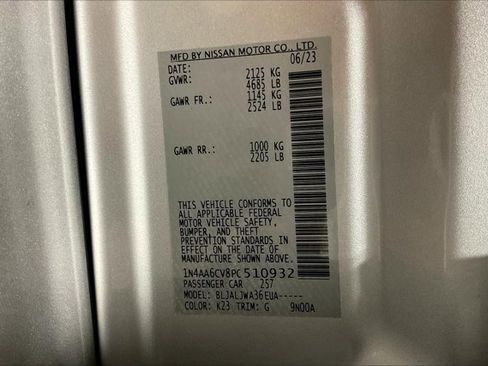 MFD BY NISSAN MOTOR CO., LTD.
DATE: 06/23
GVWR: 2125 KG
4685 LB
GAWR FR.: 1145 KG
2524 LB
GAWR RR.: 1000 KG
2205 LB
THIS VEHICLE CONFORMS TO
ALL APPLICABLE FEDERAL
MOTOR VEHICLE SAFETY,
BUMPER, AND THEFT
PREVENTION STANDARDS IN
EFFECT ON THE DATE OF
MANUFACTURE SHOWN ABOVE.
1N4AA6CV8PC510932
PASSENGER CAR 257
MODEL: BLJALJWA36EUA-----
COLOR: K23 TRIM: G 9N00A